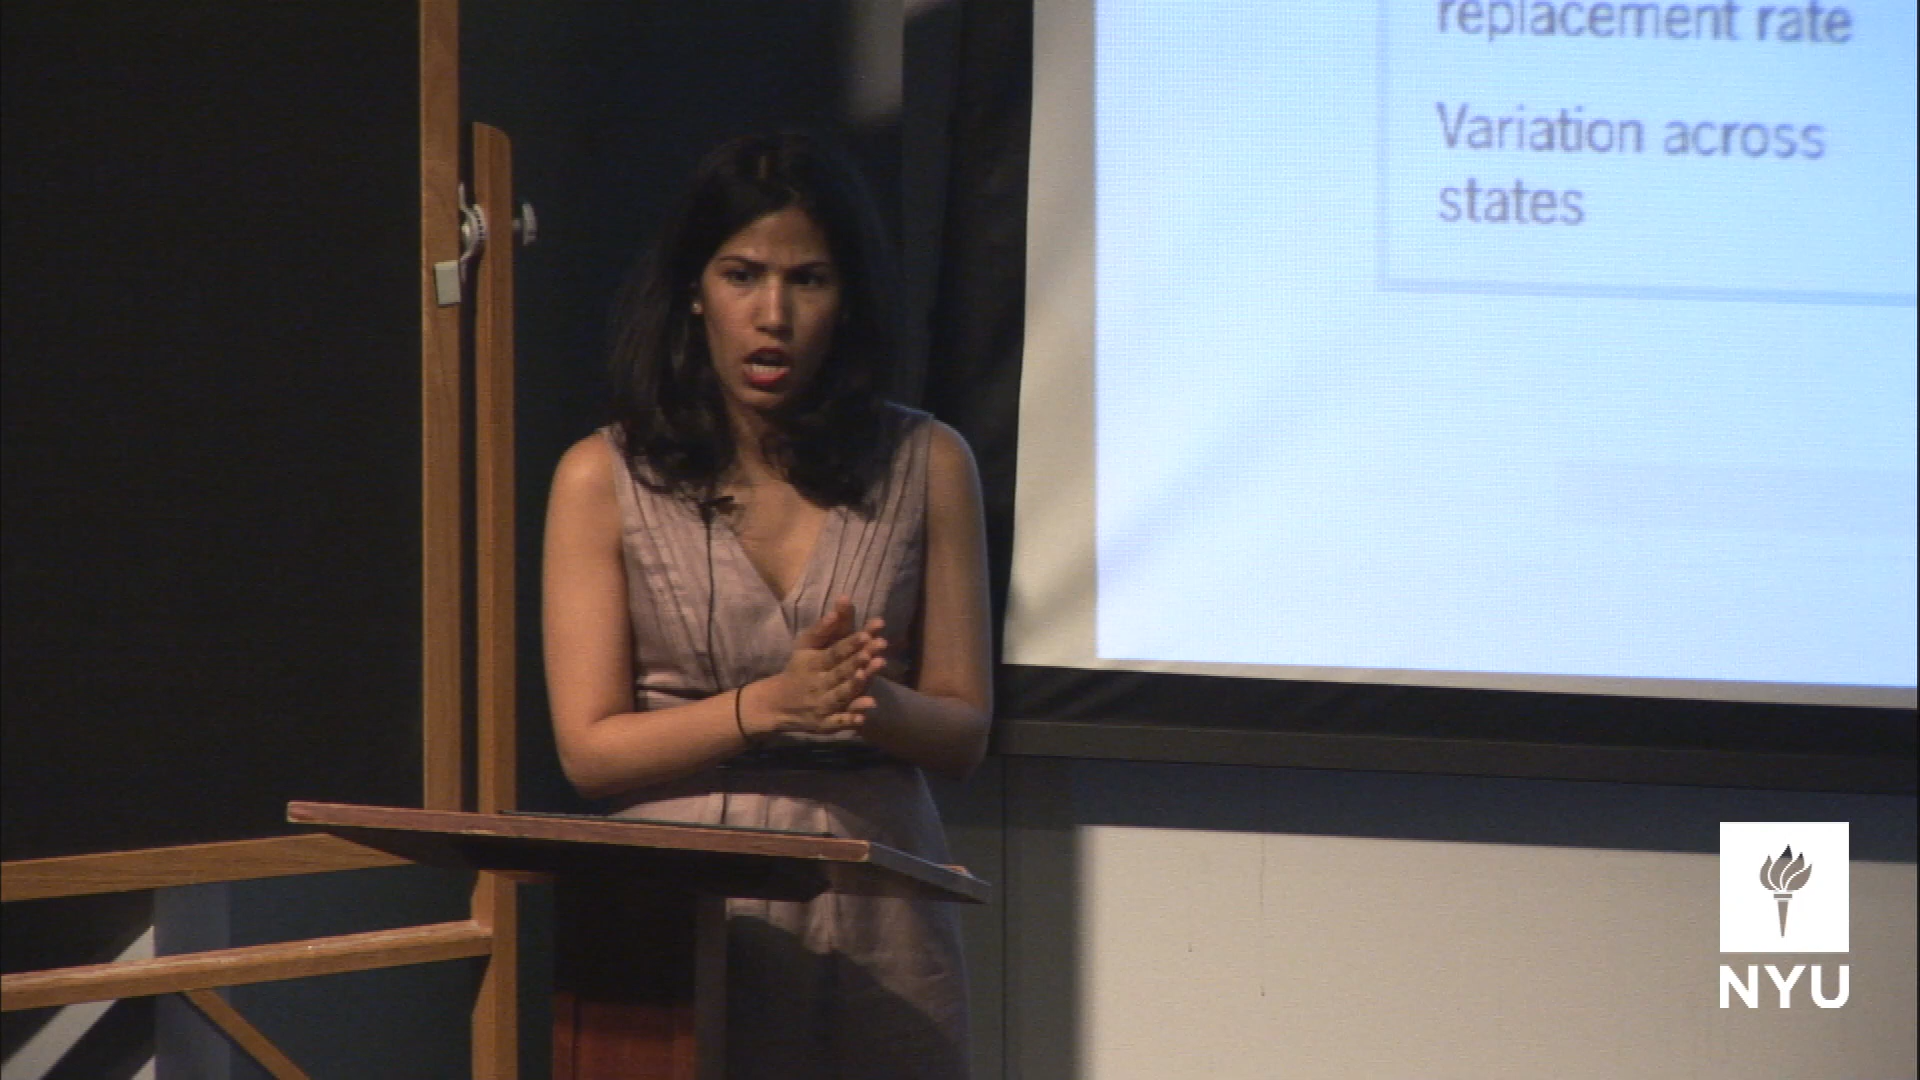 replacement rate
Variation across
states
NYU